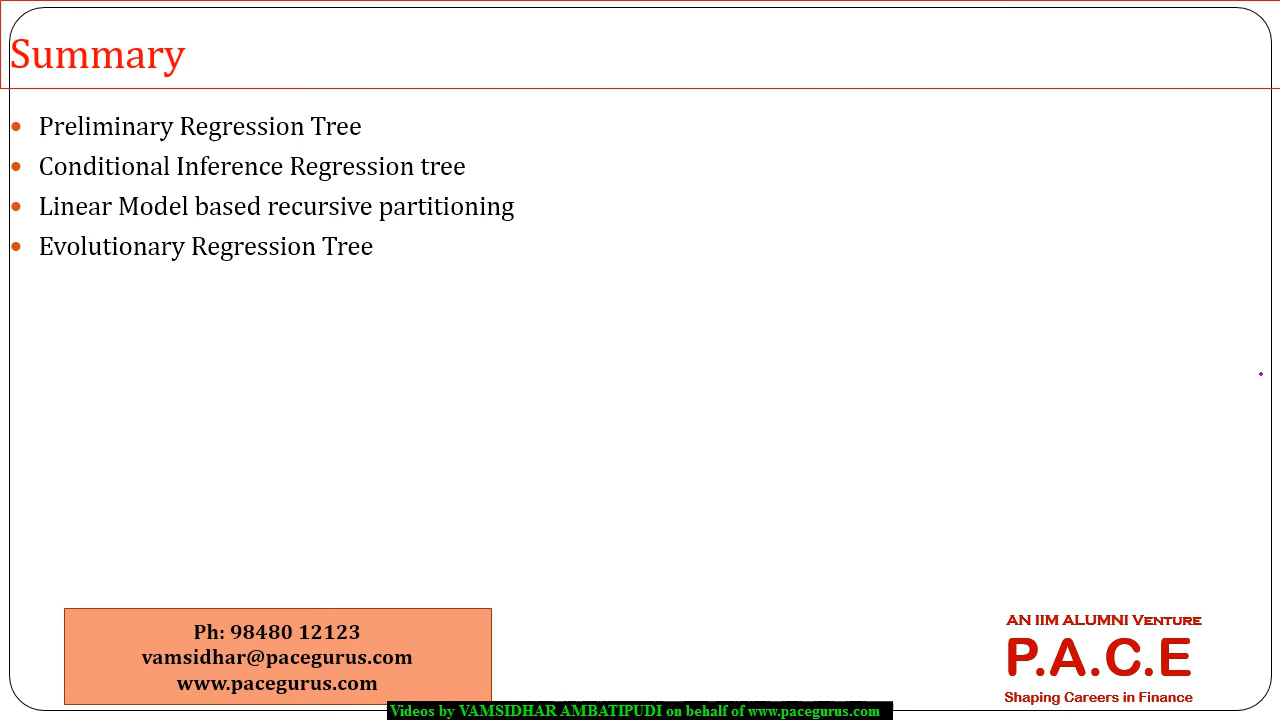 Summary
Preliminary Regression Tree
Conditional Inference Regression tree
Linear Model based recursive partitioning
Evolutionary Regression Tree
Ph: 98480 12123
vamsidhar@pacegurus.com
www.pacegurus.com
AN IIM ALUMNI VENTURE
P.A.C.E
Shaping Careers in Finance
Videos by VAMSIDHAR AMBATIPUDI on behalf of www.pacegurus.com